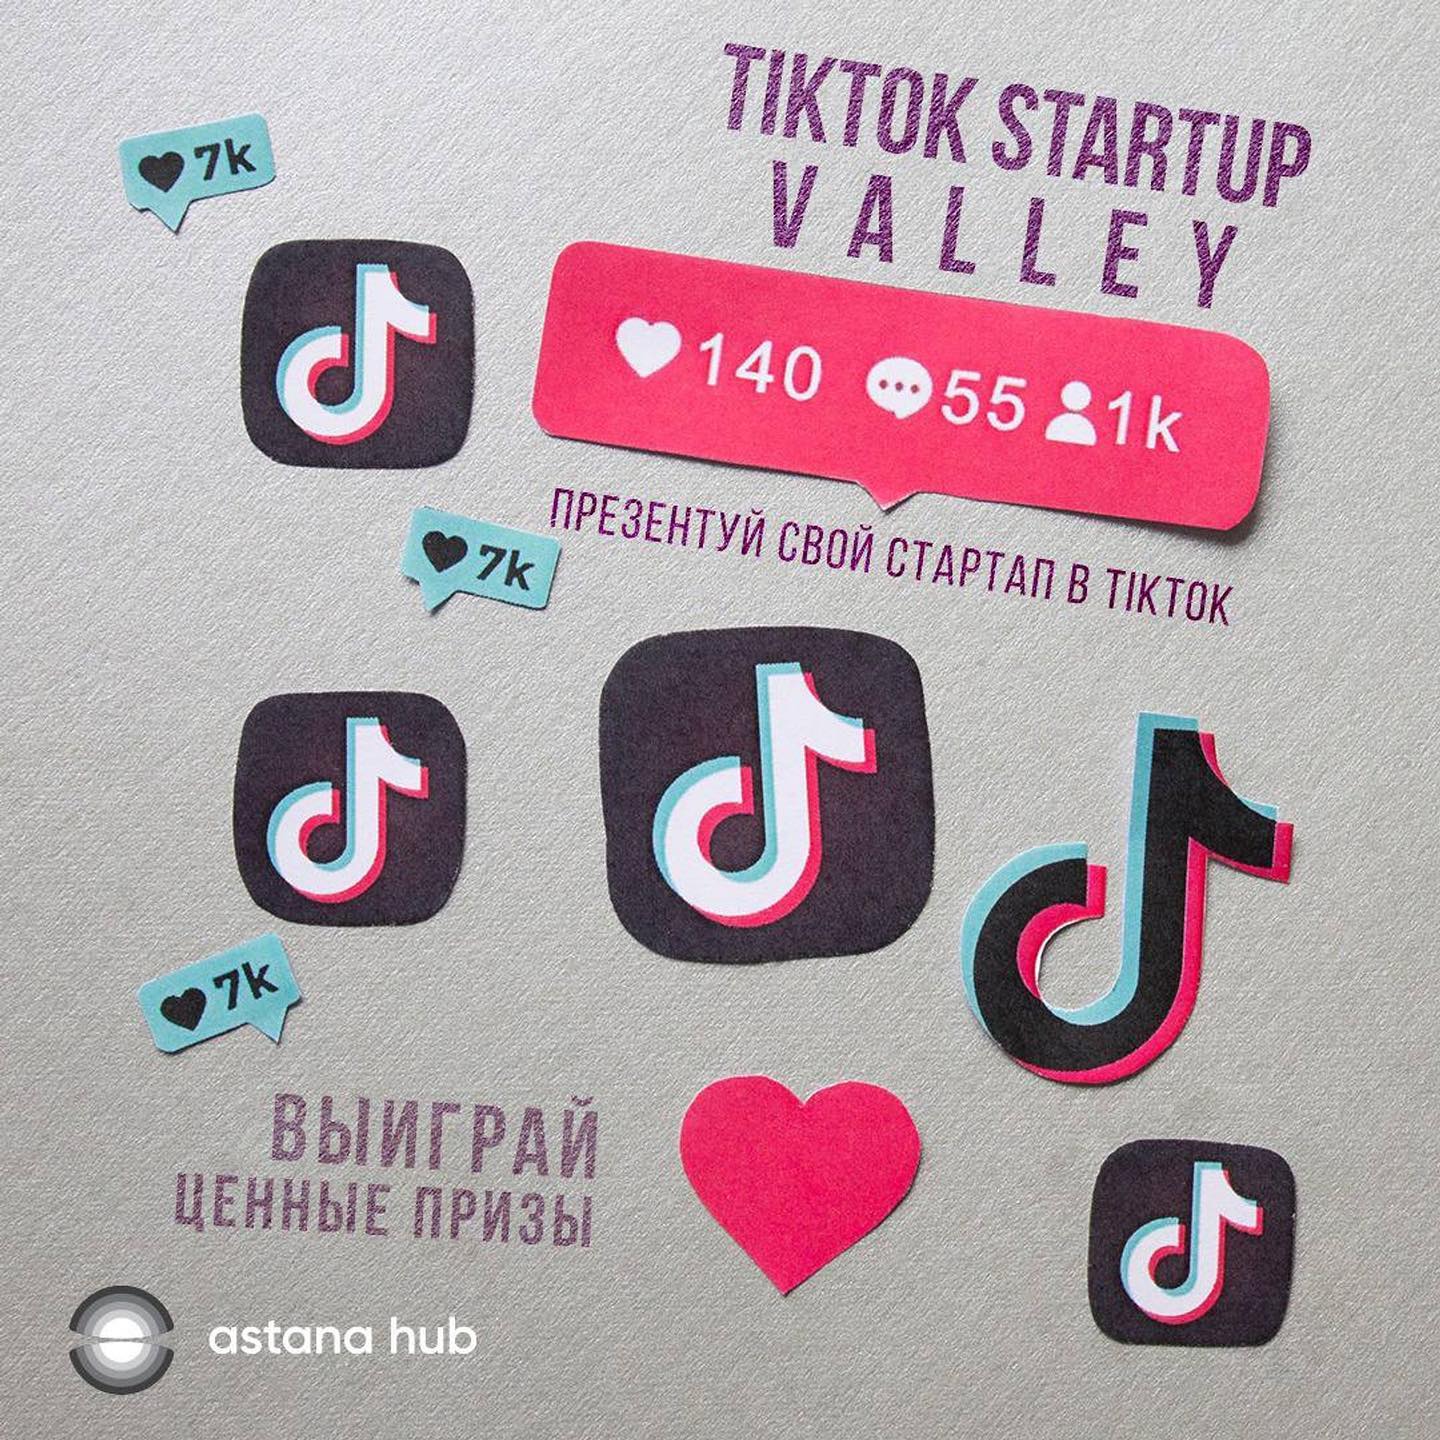 TIKTOK STARTUP
VALLEY
7k
140 55 1k
ПРЕЗЕНТУЙ СВОЙ СТАРТАП В TIKTOK
7k
7k
ВЫИГРАЙ
ЦЕННЫЕ ПРИЗЫ
astana hub